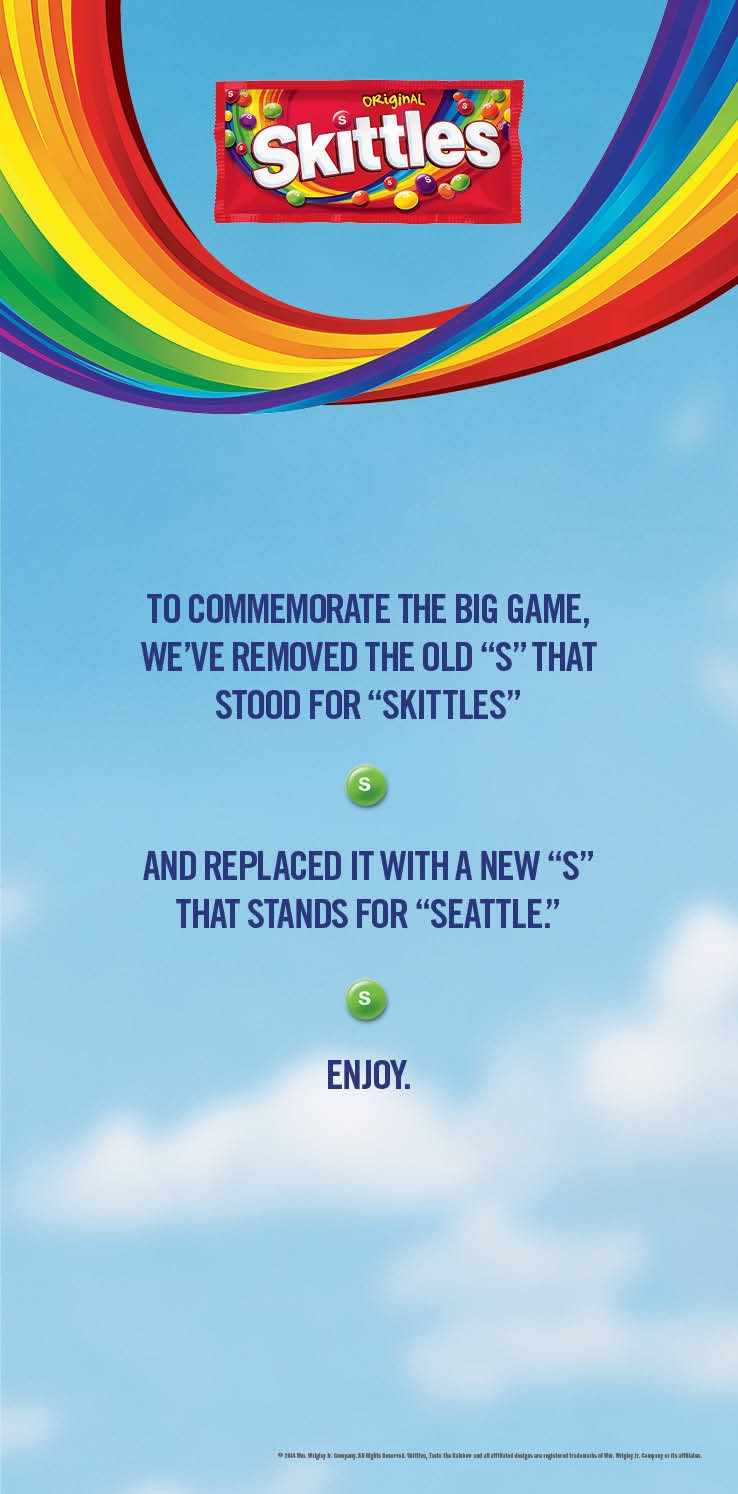 ORiginAL
Skittles
TO COMMEMORATE THE BIG GAME,
WE’VE REMOVED THE OLD “S” THAT
STOOD FOR “SKITTLES”
S
AND REPLACED IT WITH A NEW “S”
THAT STANDS FOR “SEATTLE.”
S
ENJOY.
© 2014 Wm. Wrigley Jr. Company. All Rights Reserved. Skittles, Taste the Rainbow and all affiliated designs are registered trademarks of Wm. Wrigley Jr. Company or its affiliates.